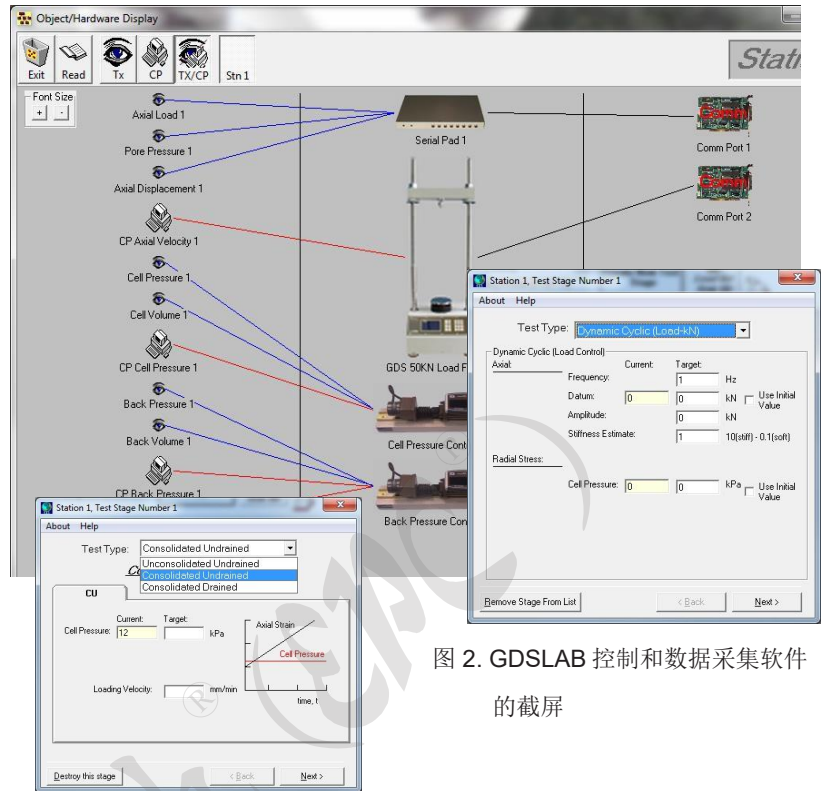 Object/Hardware Display
Exit
Read
Tx
CP
TX/CP
Stn 1
Font Size
+
-
Axial Load 1
Pore Pressure 1
Axial Displacement 1
CP Axial Velocity 1
Cell Pressure 1
Cell Volume 1
CP Cell Pressure 1
Back Pressure 1
Back Volume 1
CP Back Pressure 1
Serial Pad 1
GDS 50KN Load F
Cell Pressure Cont
Back Pressure Con
Comm
Comm Port 1
Comm
Comm Port 2
Station 1, Test Stage Number 1
About Help
Test Type: Dynamic Cyclic (Load-kN)
Dynamic Cyclic (Load Control)
Axial: Current: Target:
Frequency: 1 Hz
Datum: 0 0 kN Use Initial Value
Amplitude: 0 kN
Stiffness Estimate: 1 10(stiff) - 0.1(soft)
Radial Stress:
Cell Pressure: 0 0 kPa Use Initial Value
Remove Stage From List
< Back
Next >
Station 1, Test Stage Number 1
About Help
Test Type: Consolidated Undrained
Unconsolidated Undrained
Consolidated Undrained
Consolidated Drained
CU
Current: Target:
Cell Pressure: 12 kPa
Loading Velocity: mm/min
Axial Strain
Cell Pressure
time, t
Destroy this stage
< Back
Next >
图 2. GDSLAB 控制和数据采集软件
的截屏